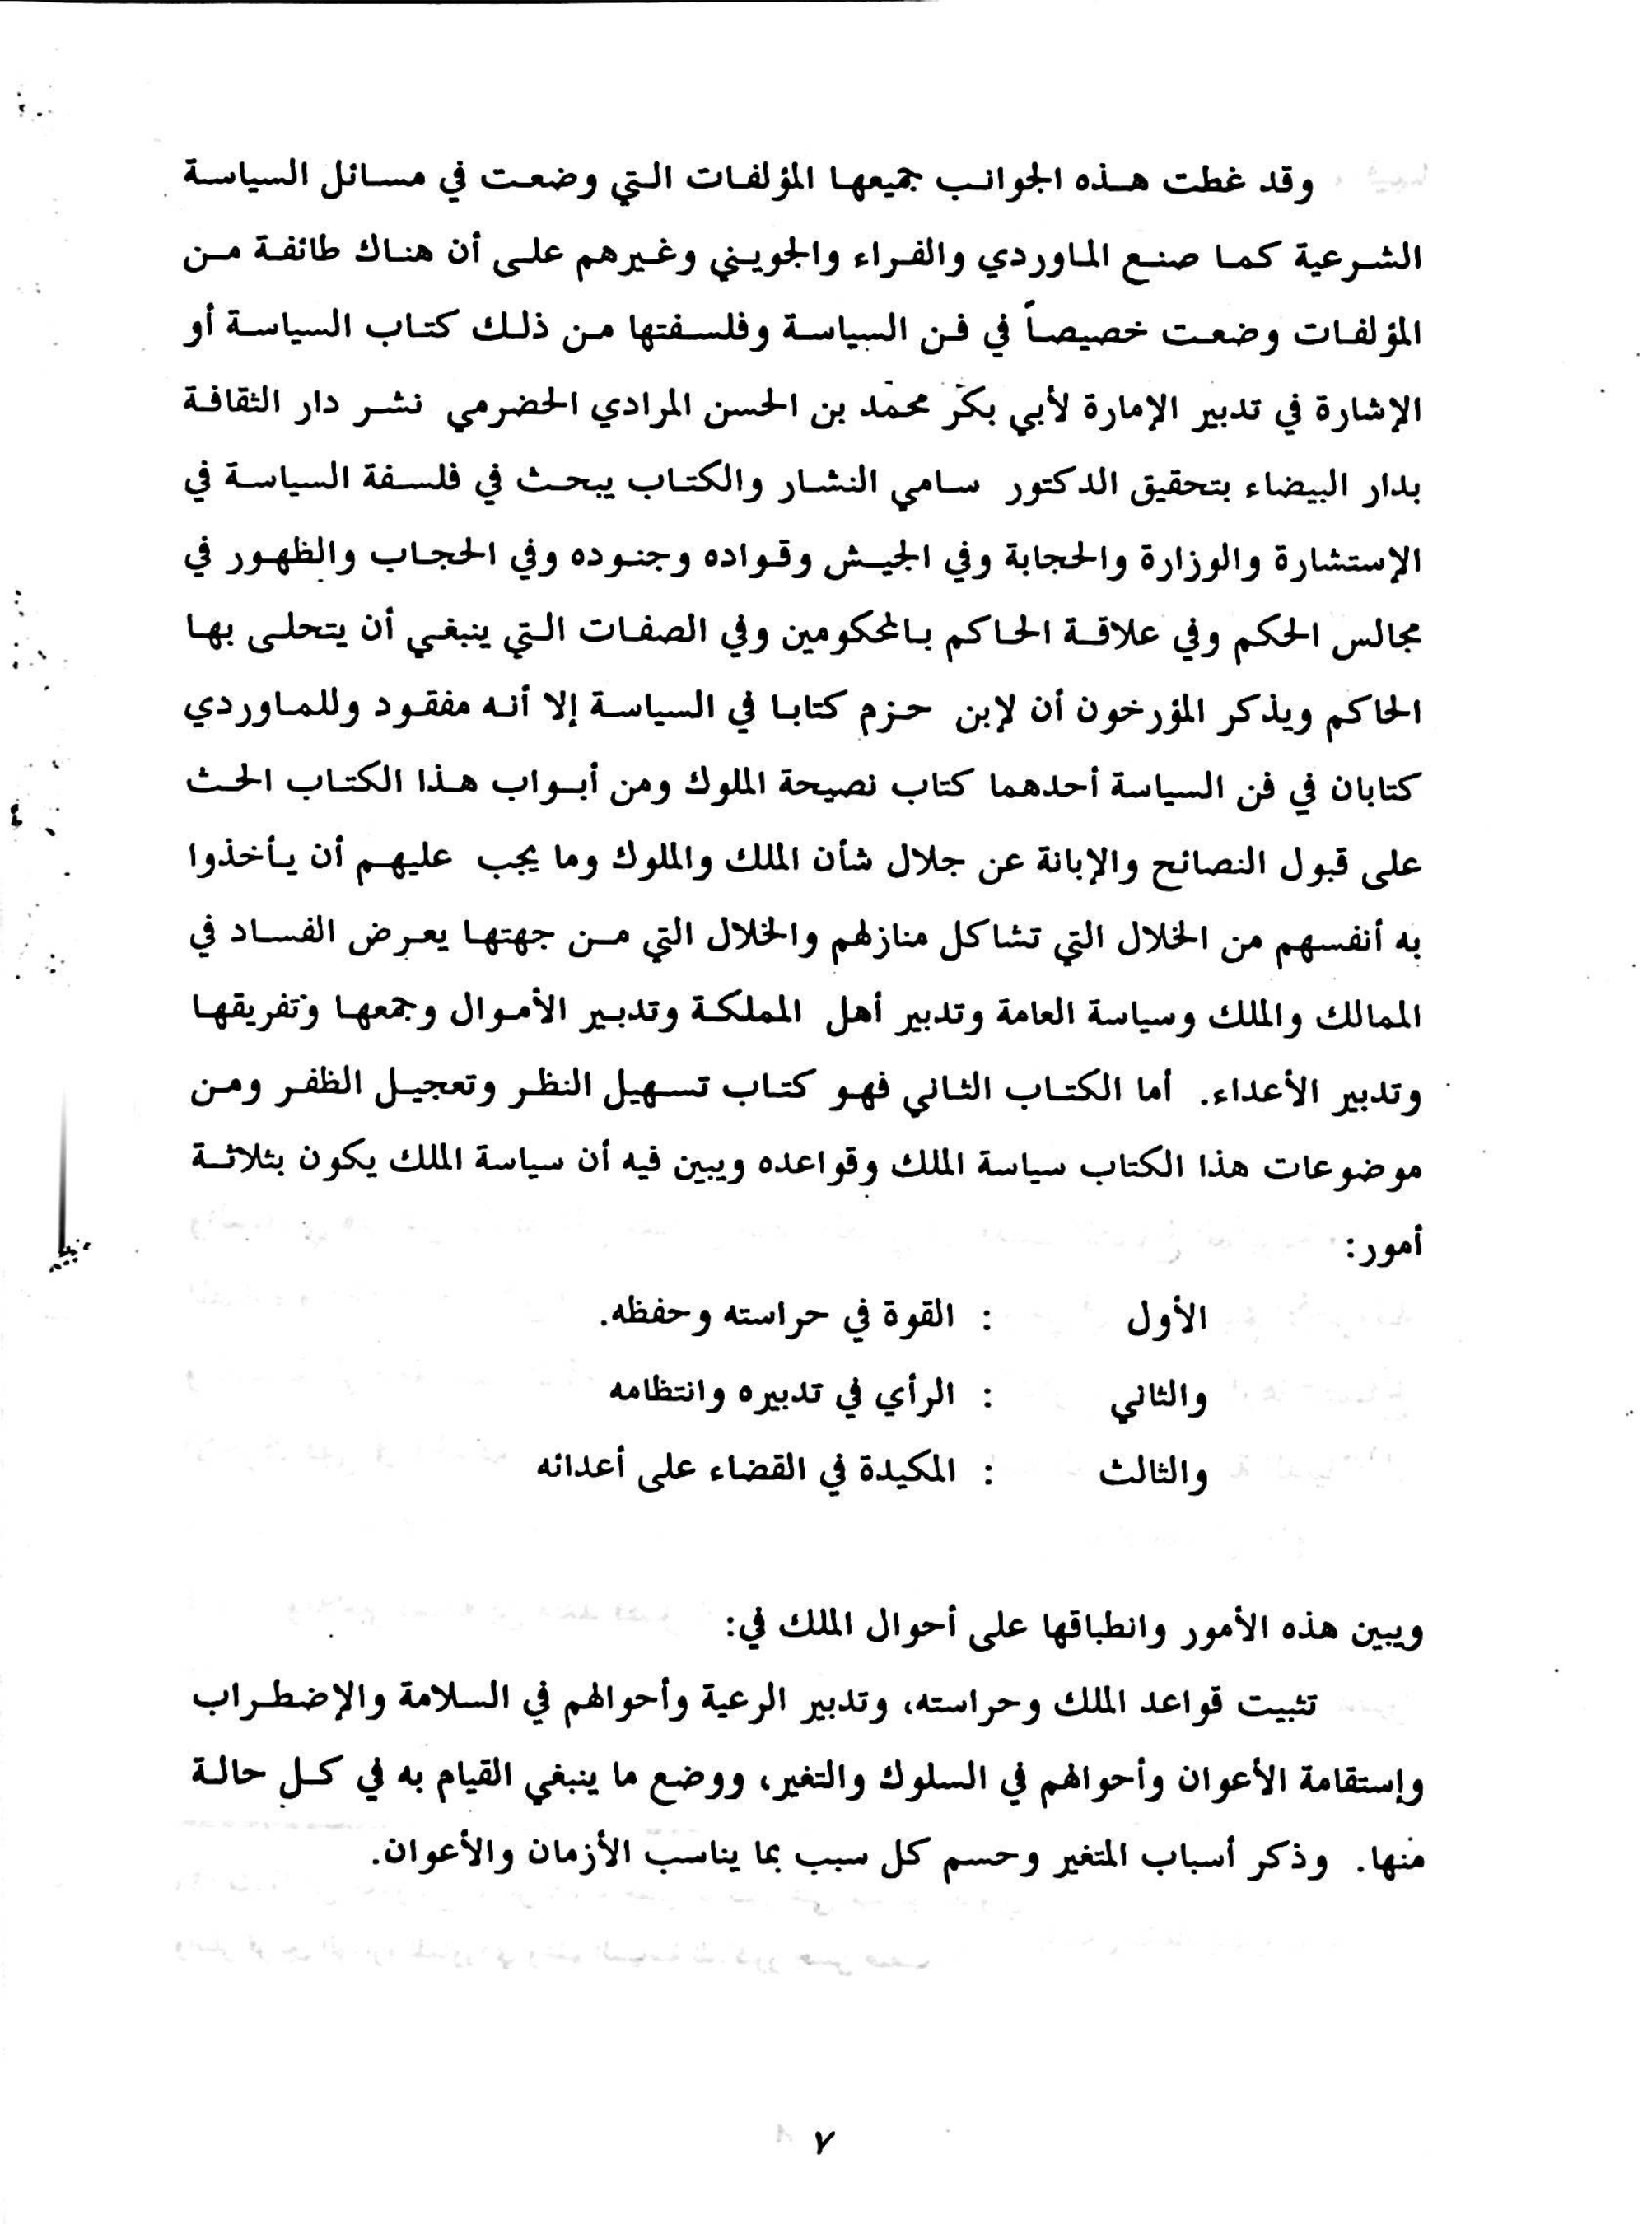 وقد غطت هذه الجوانب جميعها المؤلفات التي وضعت في مسائل السياسة
الشرعية كما صنع الماوردي والفراء والجويني وغيرهم على أن هناك طائفة من
المؤلفات وضعت خصيصاً في فن السياسة وفلسفتها من ذلك كتاب السياسة أو
الإشارة في تدبير الإمارة لأبي بكر محمد بن الحسن المرادي الحضرمي نشر دار الثقافة
بدار البيضاء بتحقيق الدكتور سامي النشار والكتاب يبحث في فلسفة السياسة في
الإستشارة والوزارة والحجابة وفي الجيش وقواده وجنوده وفي الحجاب والظهور في
مجالس الحكم وفي علاقة الحاكم بالمحكومين وفي الصفات التي ينبغي أن يتحلى بها
الحاكم ويذكر المؤرخون أن لإبن حزم كتابا في السياسة إلا أنه مفقود وللماوردي
كتابان في فن السياسة أحدهما كتاب نصيحة الملوك ومن أبواب هذا الكتاب الحث
على قبول النصائح والإبانة عن جلال شأن الملك والملوك وما يجب عليهم أن يأخذوا
به أنفسهم من الخلال التي تشاكل منازلهم والخلال التي من جهتها يعرض الفساد في
الممالك والملك وسياسة العامة وتدبير أهل المملكة وتدبير الأموال وجمعها وتفريقها
وتدبير الأعداء. أما الكتاب الثاني فهو كتاب تسهيل النظر وتعجيل الظفر ومن
موضوعات هذا الكتاب سياسة الملك وقواعده ويبين فيه أن سياسة الملك يكون بثلاثة
أمور:
الأول : القوة في حراسته وحفظه.
والثاني : الرأي في تدبيره وانتظامه
والثالث : المكيدة في القضاء على أعدائه
ويبين هذه الأمور وانطباقها على أحوال الملك في:
تثبيت قواعد الملك وحراسته، وتدبير الرعية وأحوالهم في السلامة والإضطراب
وإستقامة الأعوان وأحوالهم في السلوك والتغير، ووضع ما ينبغي القيام به في كل حالة
منها. وذكر أسباب المتغير وحسم كل سبب بما يناسب الأزمان والأعوان.
٧